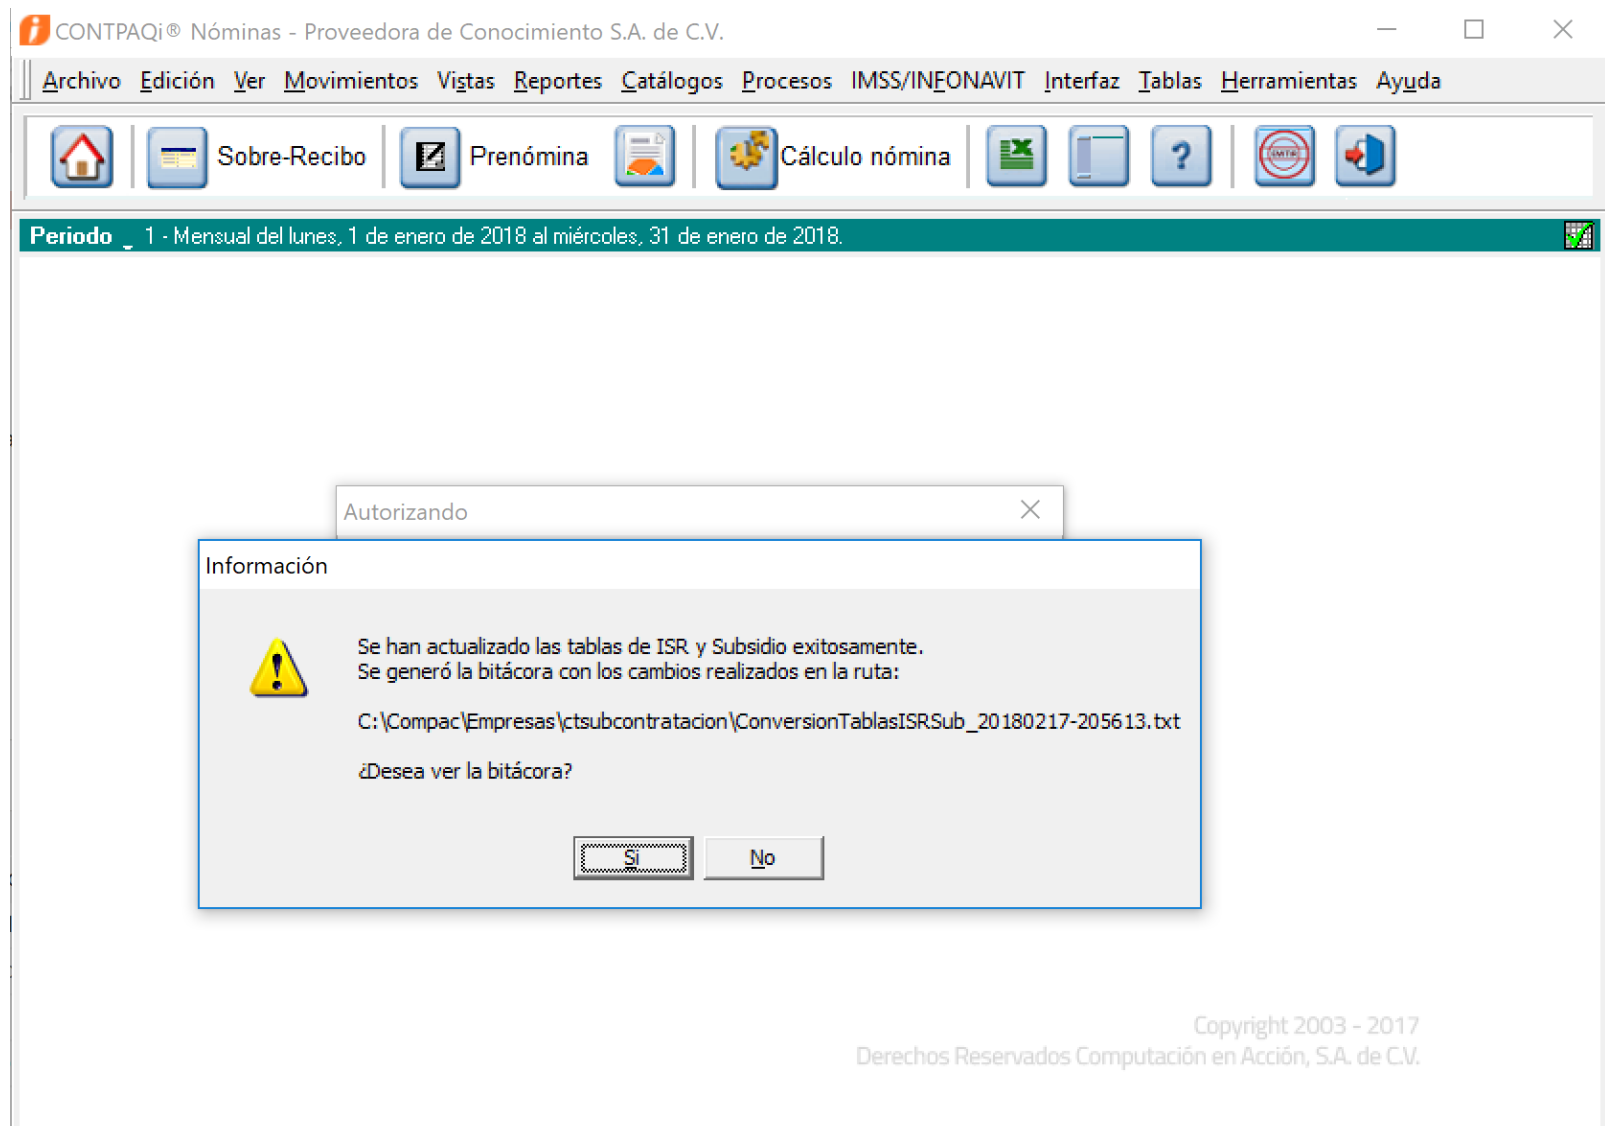 CONTPAQi® Nóminas - Proveedora de Conocimiento S.A. de C.V.
Archivo Edición Ver Movimientos Vistas Reportes Catálogos Procesos IMSS/INFONAVIT Interfaz Tablas Herramientas Ayuda
Sobre-Recibo Prenómina Cálculo nómina ?
Periodo 1 - Mensual del lunes, 1 de enero de 2018 al miércoles, 31 de enero de 2018.
Autorizando
Información
Se han actualizado las tablas de ISR y Subsidio exitosamente.
Se generó la bitácora con los cambios realizados en la ruta:
C:\Compac\Empresas\ctsubcontratacion\ConversionTablasISRSub_20180217-205613.txt
¿Desea ver la bitácora?
Si No
Copyright 2003 - 2017
Derechos Reservados Computación en Acción, S.A. de C.V.